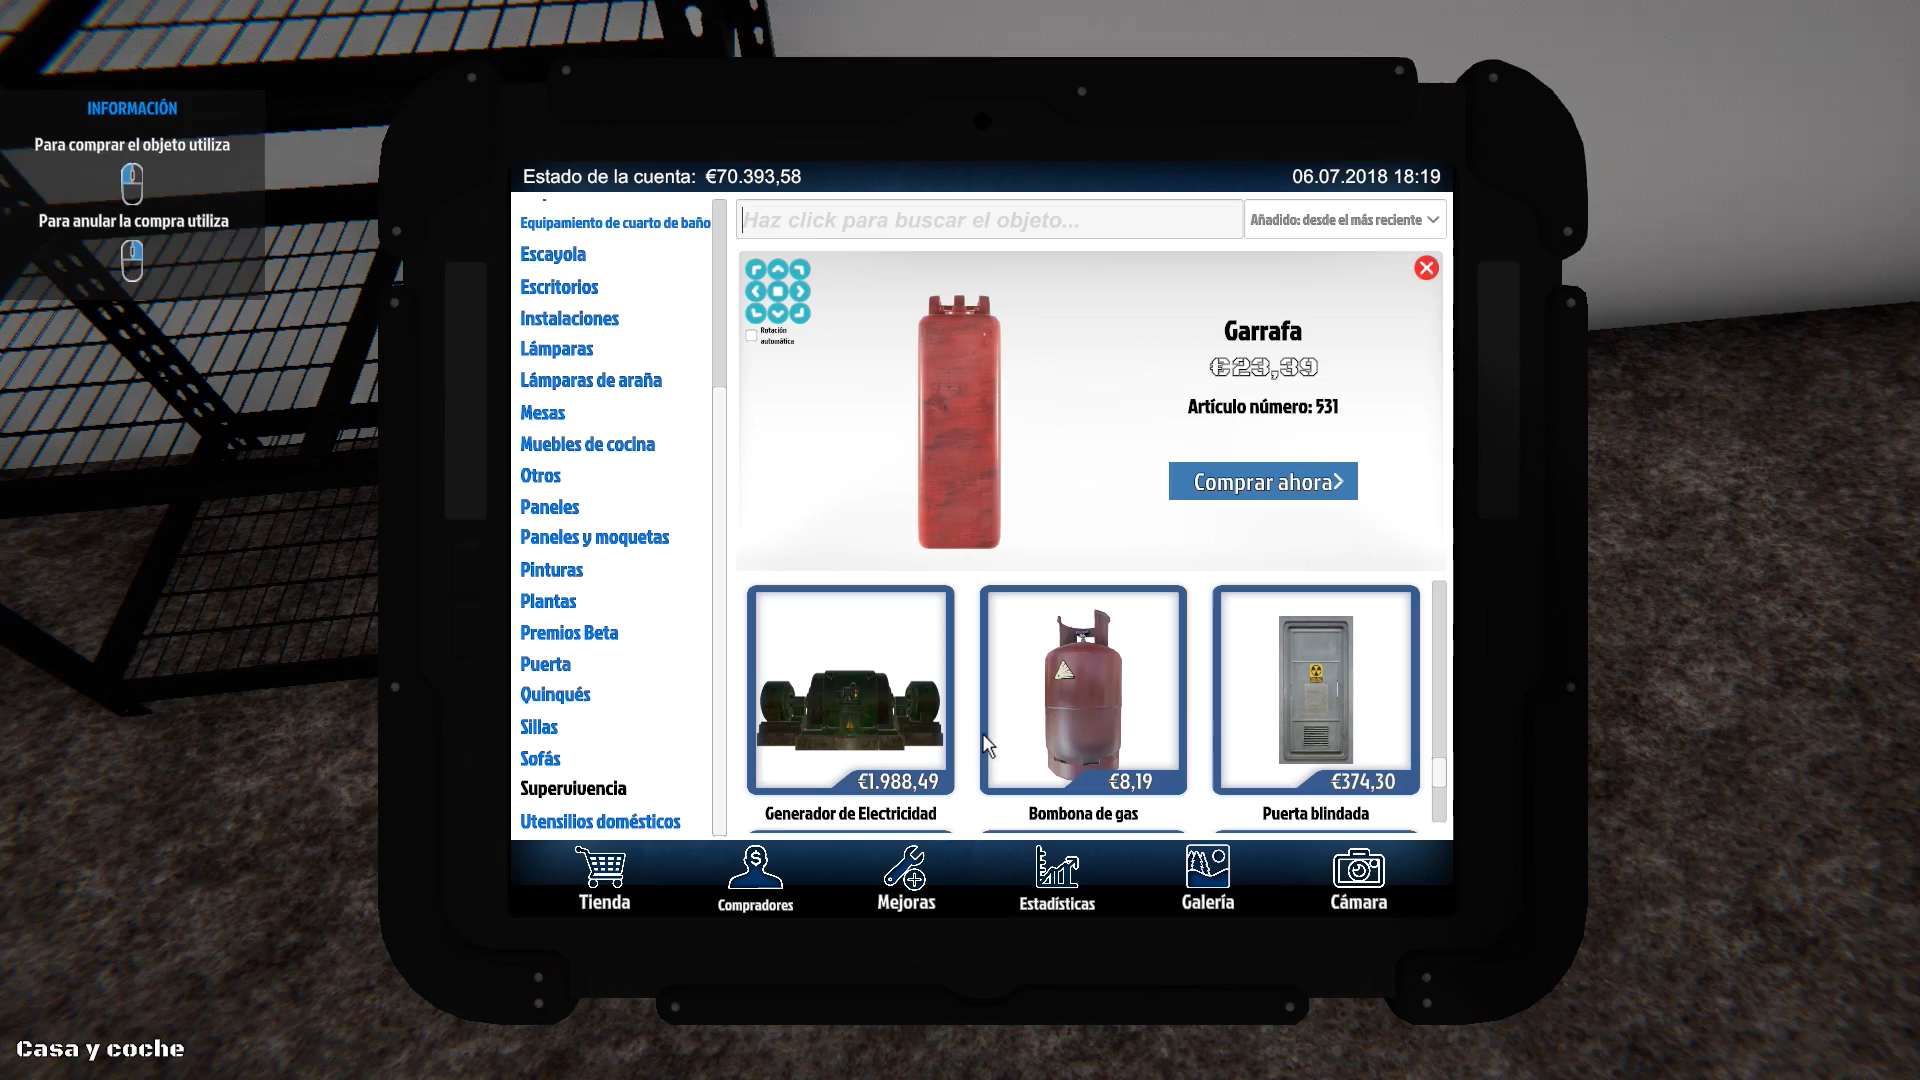 INFORMACIÓN
Para comprar el objeto utiliza
Para anular la compra utiliza
Estado de la cuenta: €70.393,58
06.07.2018 18:19
Equipamiento de cuarto de baño
Escayola
Escritorios
Instalaciones
Lámparas
Lámparas de araña
Mesas
Muebles de cocina
Otros
Paneles
Paneles y moquetas
Pinturas
Plantas
Premios Beta
Puerta
Quinqués
Sillas
Sofás
Supervivencia
Utensilios domésticos
Haz click para buscar el objeto...
Añadido: desde el más reciente
Rotación
automática
Garrafa
€23,39
Artículo número: 531
Comprar ahora
€1.988,49
Generador de Electricidad
€8,19
Bombona de gas
€374,30
Puerta blindada
Tienda
Compradores
Mejoras
Estadísticas
Galería
Cámara
Casa y coche